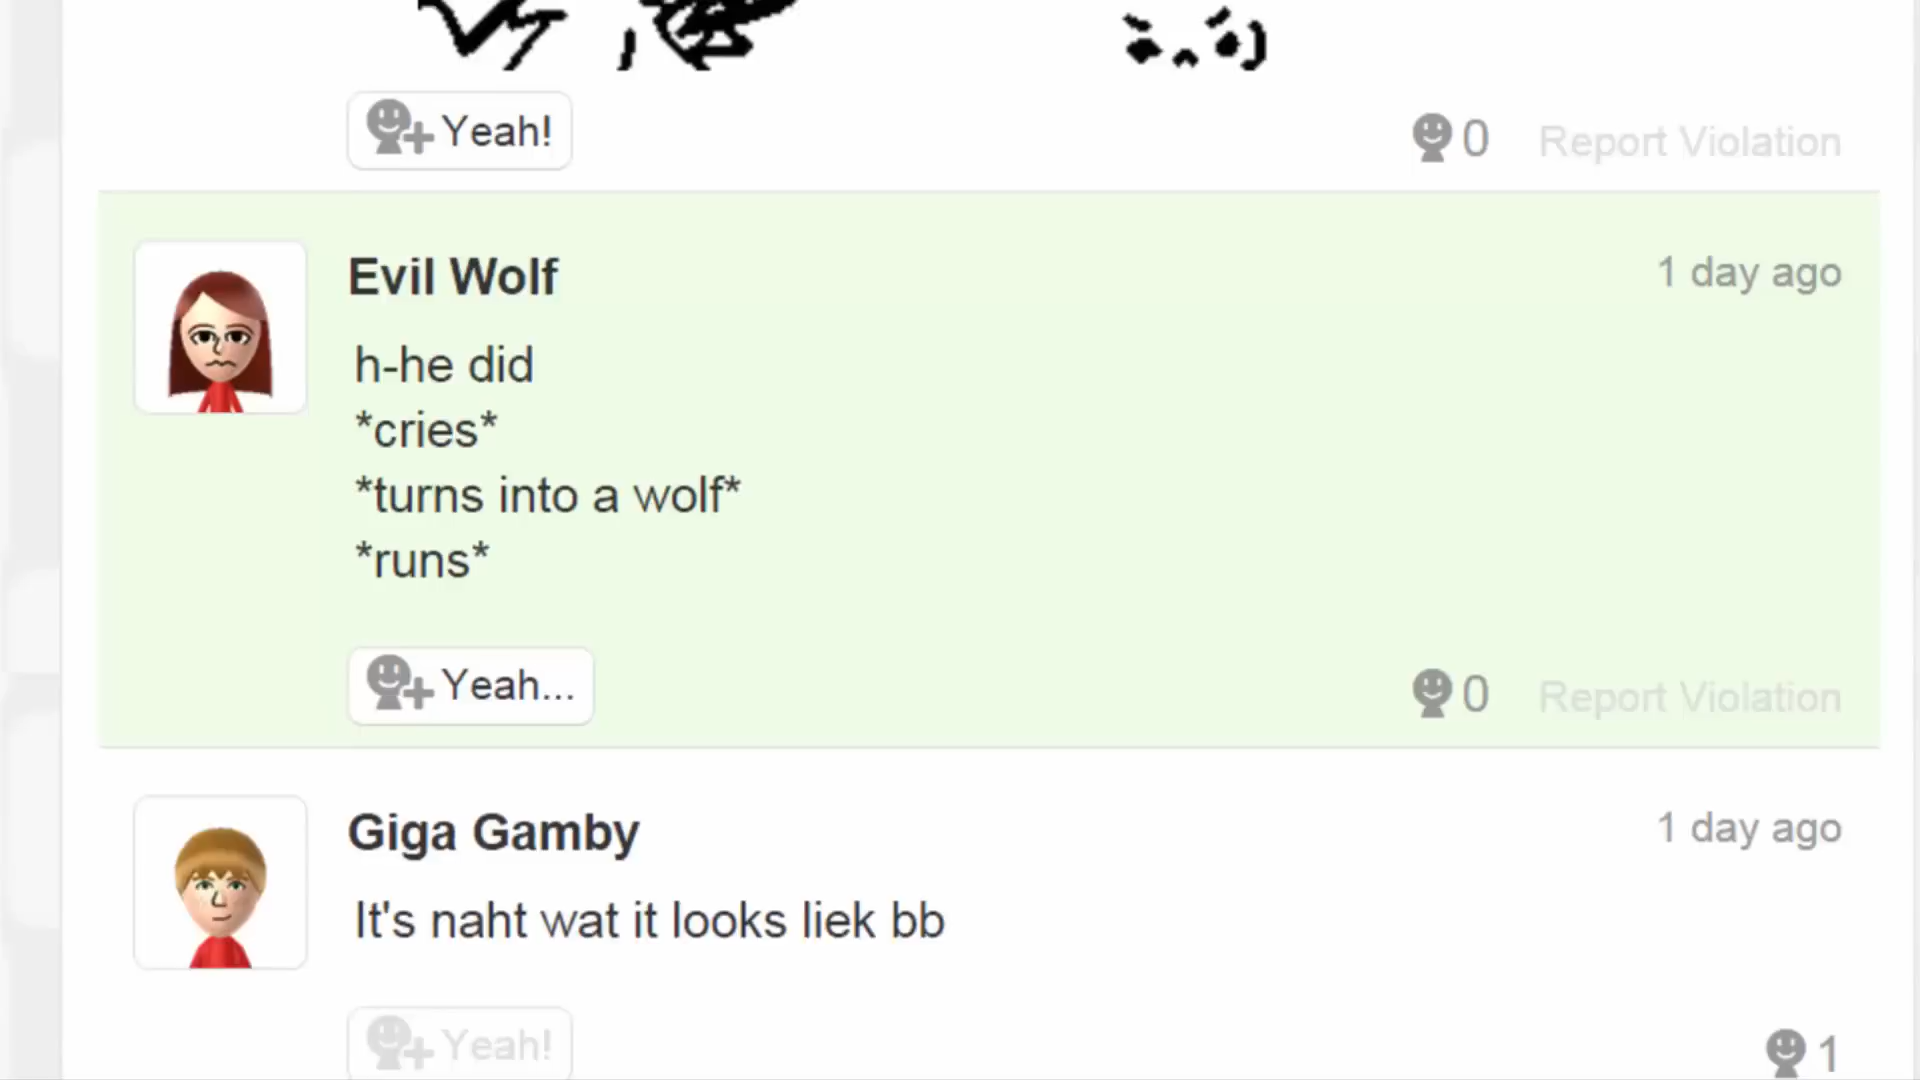 Yeah!
0 Report Violation
Evil Wolf
1 day ago
h-he did
*cries*
*turns into a wolf*
*runs*
Yeah...
0 Report Violation
Giga Gamby
1 day ago
It's naht wat it looks liek bb
Yeah!
1